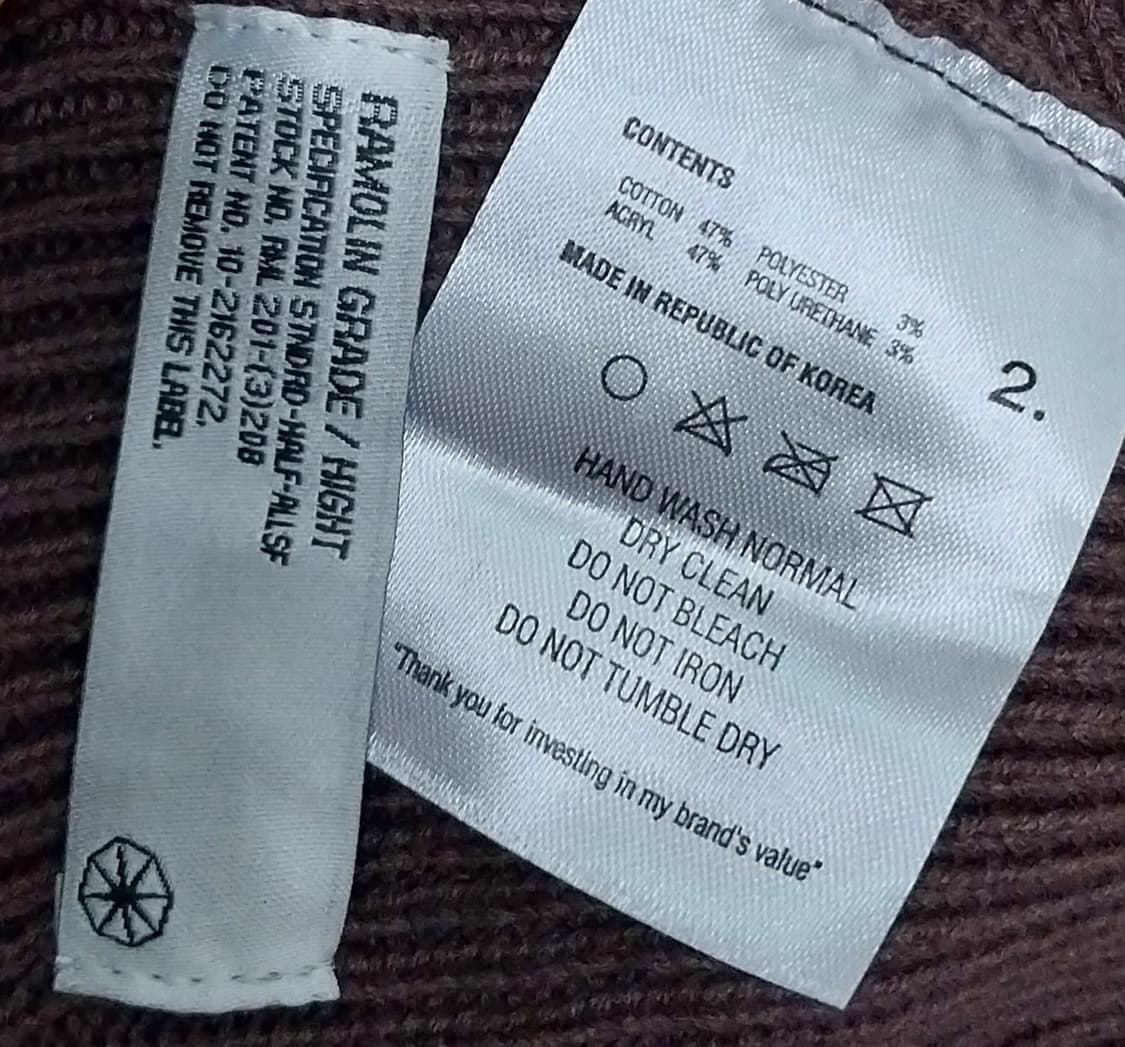 RAMOLIN GRADE / HIGHT
SPECIFICATION STNDRD-HALF-ALLSF
STOCK NO. RML 201-(3)208
PATENT NO. 10-2162272.
DO NOT REMOVE THIS LABEL.
CONTENTS
COTTON 47% POLYESTER 3%
ACRYL 47% POLYURETHANE 3%
MADE IN REPUBLIC OF KOREA
2.
HAND WASH NORMAL
DRY CLEAN
DO NOT BLEACH
DO NOT IRON
DO NOT TUMBLE DRY
"Thank you for investing in my brand's value"